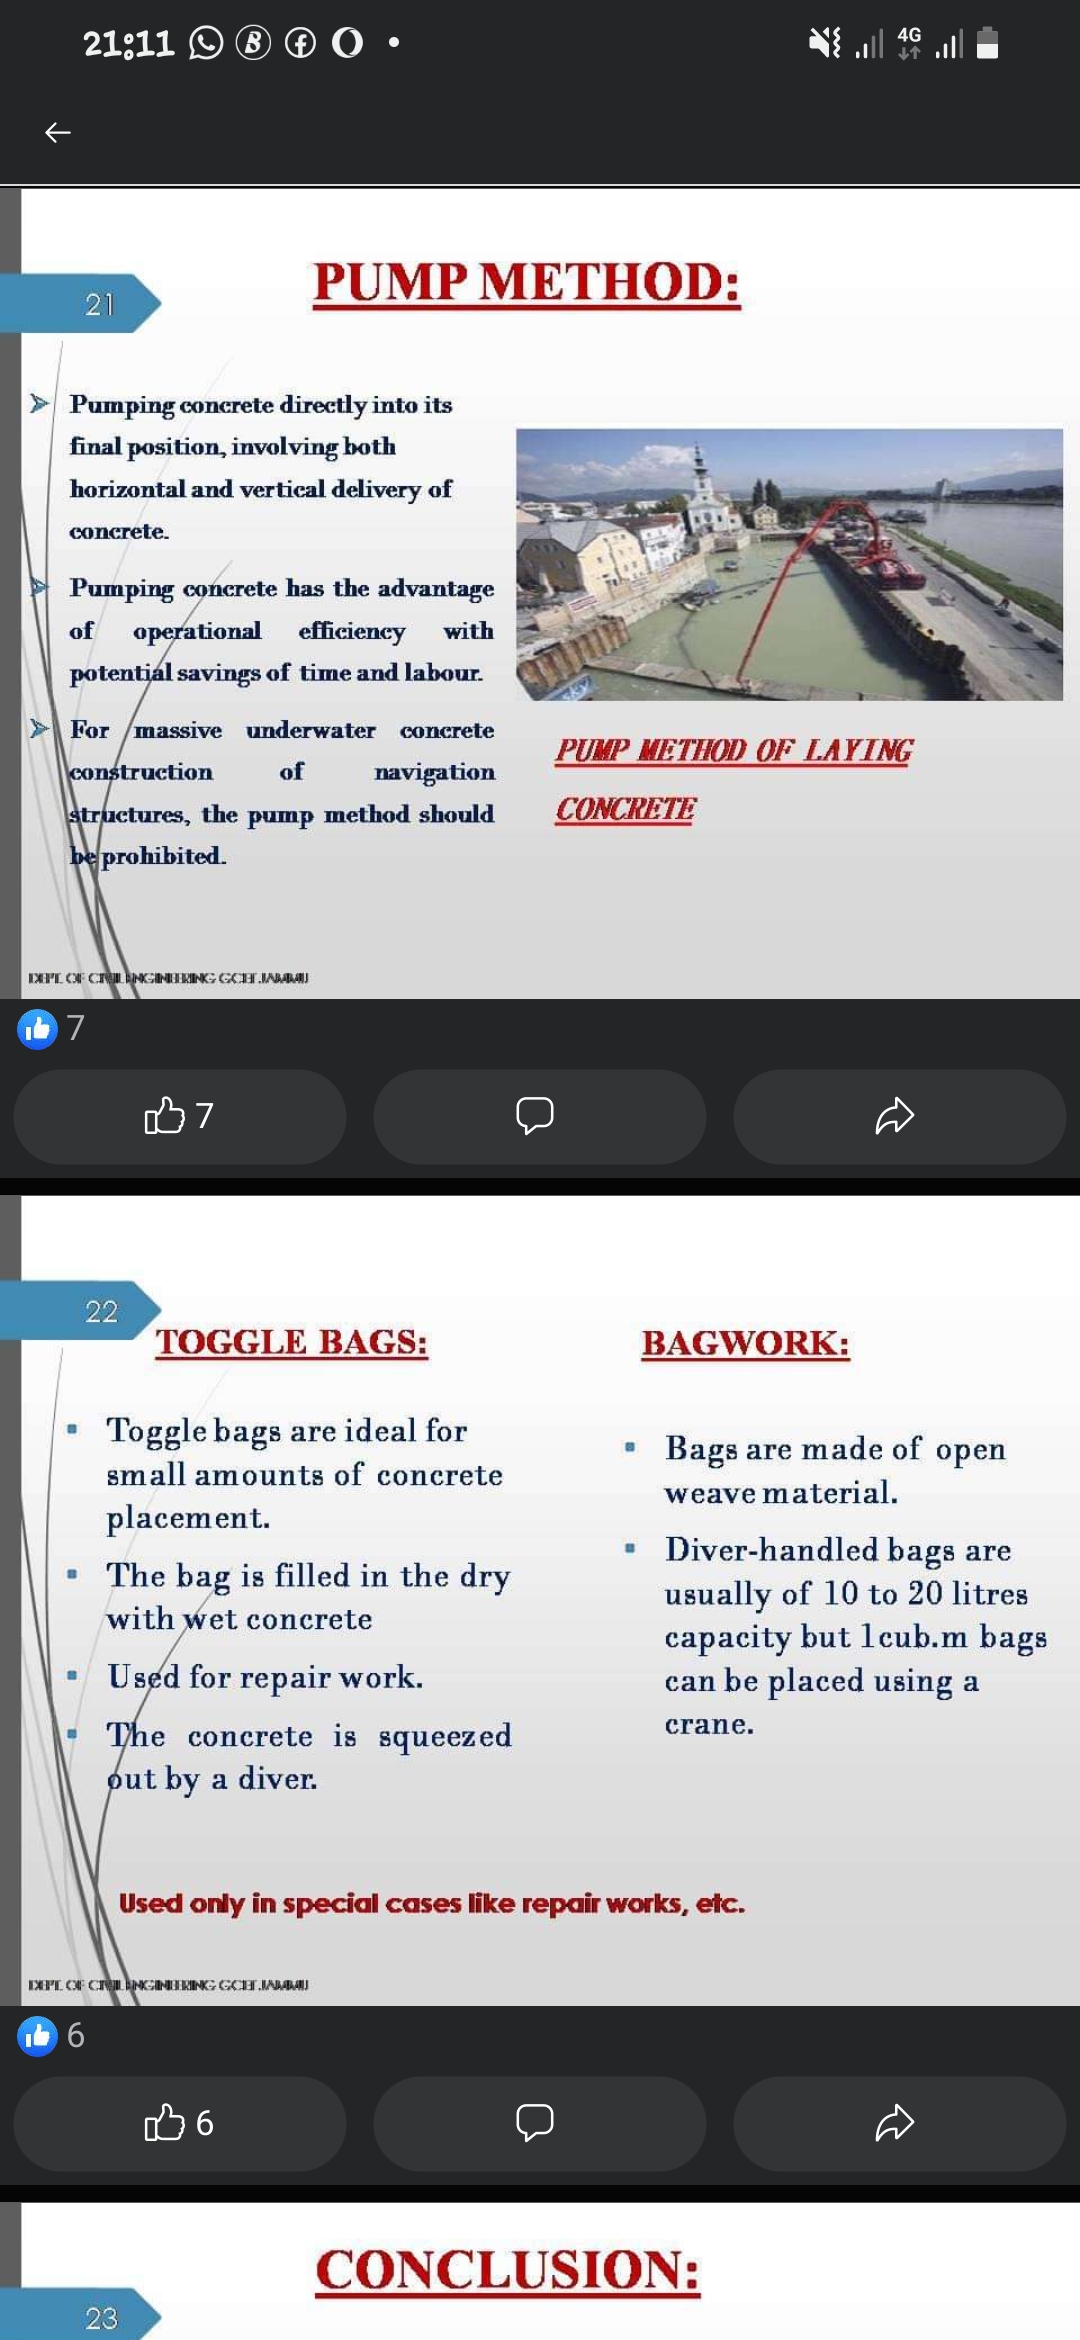 21:11
4G
PUMP METHOD:
21
Pumping concrete directly into its
final position, involving both
horizontal and vertical delivery of
concrete.
Pumping concrete has the advantage
of operational efficiency with
potential savings of time and labour.
For massive underwater concrete
construction of navigation
structures, the pump method should
be prohibited.
PUMP METHOD OF LAYING
CONCRETE
DEPT. OF CIVIL ENGINEERING GCET JAMMU
7
7
22
TOGGLE BAGS:
Toggle bags are ideal for
small amounts of concrete
placement.
The bag is filled in the dry
with wet concrete
Used for repair work.
The concrete is squeezed
out by a diver.
BAGWORK:
Bags are made of open
weave material.
Diver-handled bags are
usually of 10 to 20 litres
capacity but 1cub.m bags
can be placed using a
crane.
Used only in special cases like repair works, etc.
DEPT. OF CIVIL ENGINEERING GCET JAMMU
6
6
CONCLUSION:
23